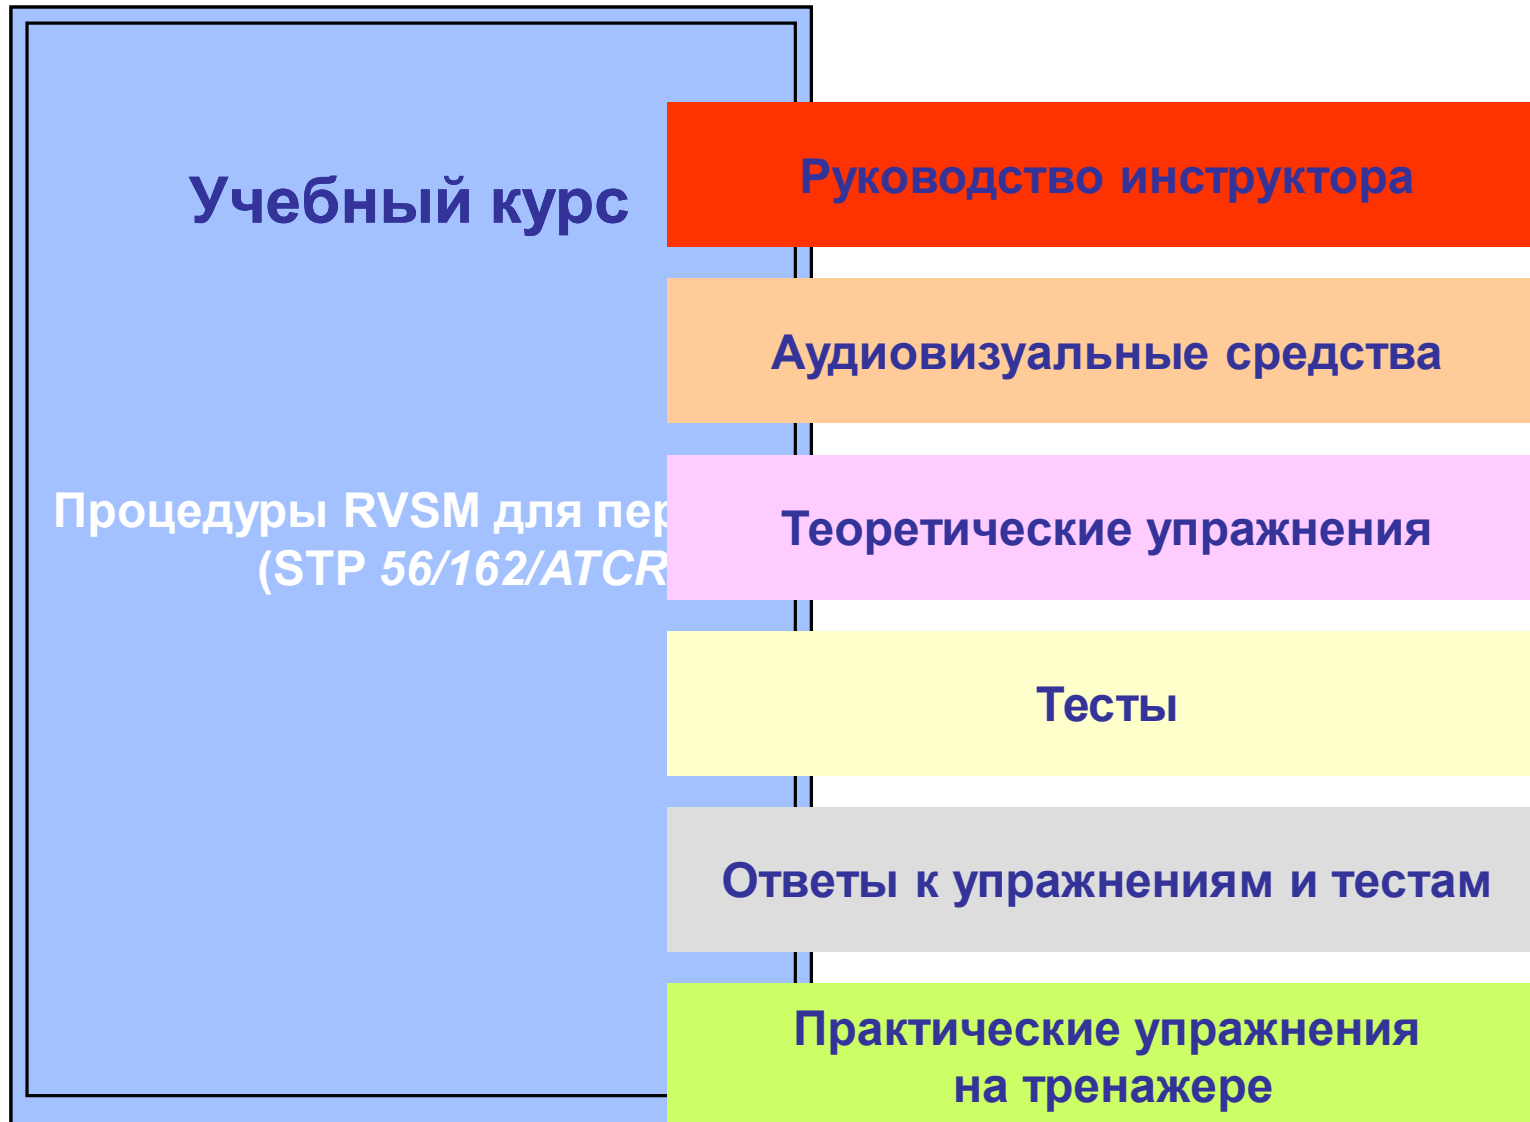 Учебный курс
Процедуры RVSM для
(STP 56/162/ATCR
Руководство инструктора
Аудиовизуальные средства
Теоретические упражнения
Тесты
Ответы к упражнениям и тестам
Практические упражнения
на тренажере